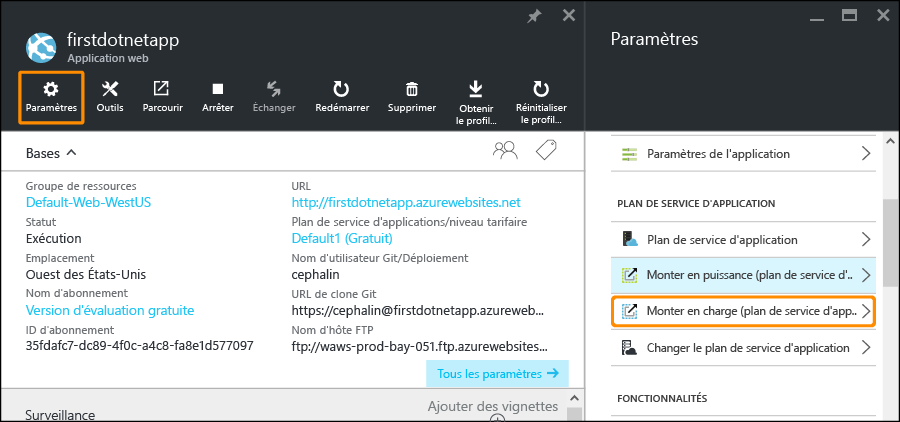 firstdotnetapp
Application web
Paramètres
Outils
Parcourir
Arrêter
Échanger
Redémarrer
Supprimer
Obtenir
le profil...
Réinitialiser
le profil...
Bases
Groupe de ressources
Default-Web-WestUS
Statut
Exécution
Emplacement
Ouest des États-Unis
Nom d'abonnement
Version d'évaluation gratuite
ID d'abonnement
35fdafc7-dc89-4f0c-a4c8-fa8e1d577097
URL
http://firstdotnetapp.azurewebsites.net
Plan de service d'applications/niveau tarifaire
Default1 (Gratuit)
Nom d'utilisateur Git/Déploiement
cephalin
URL de clone Git
https://cephalin@firstdotnetapp.azureweb...
Nom d'hôte FTP
ftp://waws-prod-bay-051.ftp.azurewebsites...
Tous les paramètres →
Surveillance
Ajouter des vignettes
Paramètres
Paramètres de l'application
PLAN DE SERVICE D'APPLICATION
Plan de service d'application
Monter en puissance (plan de service d'..
Monter en charge (plan de service d'app..
Changer le plan de service d'application
FONCTIONNALITÉS